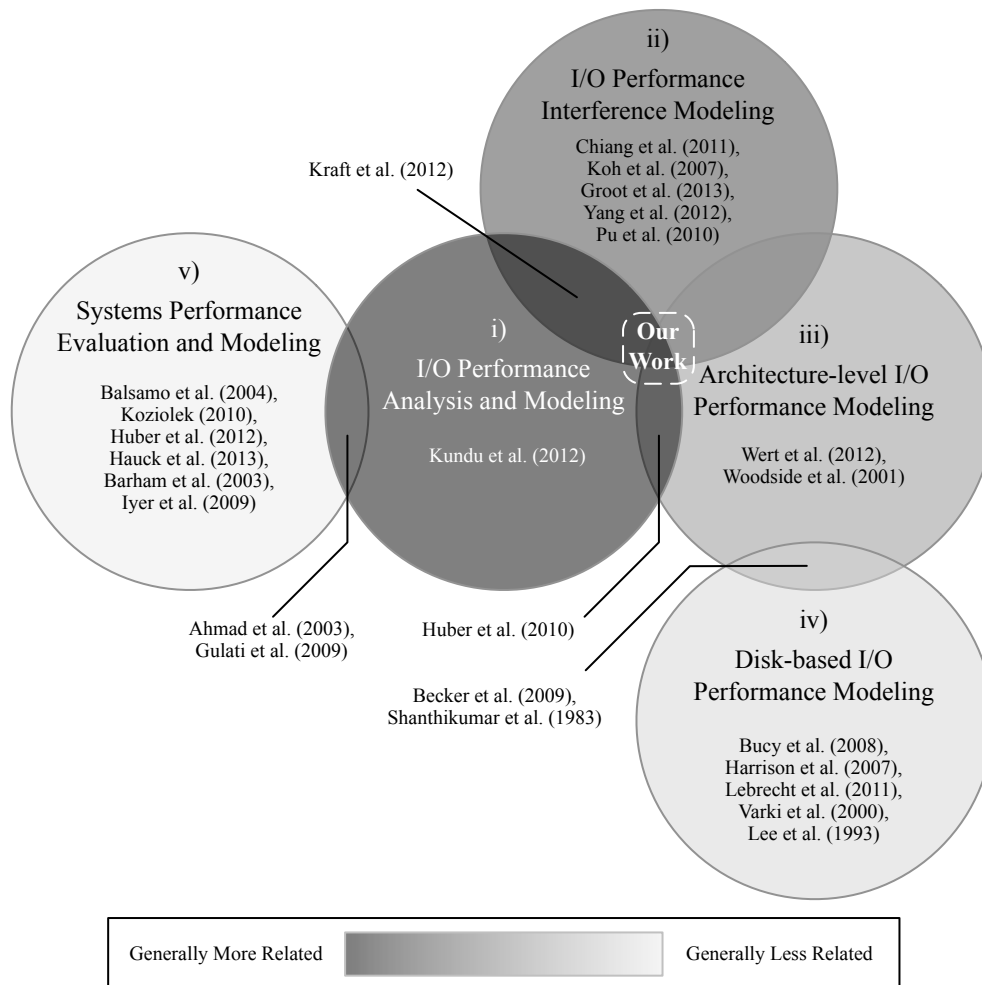 ii)
I/O Performance
Interference Modeling
Chiang et al. (2011),
Koh et al. (2007),
Groot et al. (2013),
Yang et al. (2012),
Pu et al. (2010)
Kraft et al. (2012)
v)
Systems Performance
Evaluation and Modeling
Balsamo et al. (2004),
Koziolek (2010),
Huber et al. (2012),
Hauck et al. (2013),
Barham et al. (2003),
Iyer et al. (2009)
i)
I/O Performance
Analysis and Modeling
Kundu et al. (2012)
Our
Work
iii)
Architecture-level I/O
Performance Modeling
Wert et al. (2012),
Woodside et al. (2001)
Ahmad et al. (2003),
Gulati et al. (2009)
Huber et al. (2010)
Becker et al. (2009),
Shanthikumar et al. (1983)
iv)
Disk-based I/O
Performance Modeling
Bucy et al. (2008),
Harrison et al. (2007),
Lebrecht et al. (2011),
Varki et al. (2000),
Lee et al. (1993)
Generally More Related
Generally Less Related